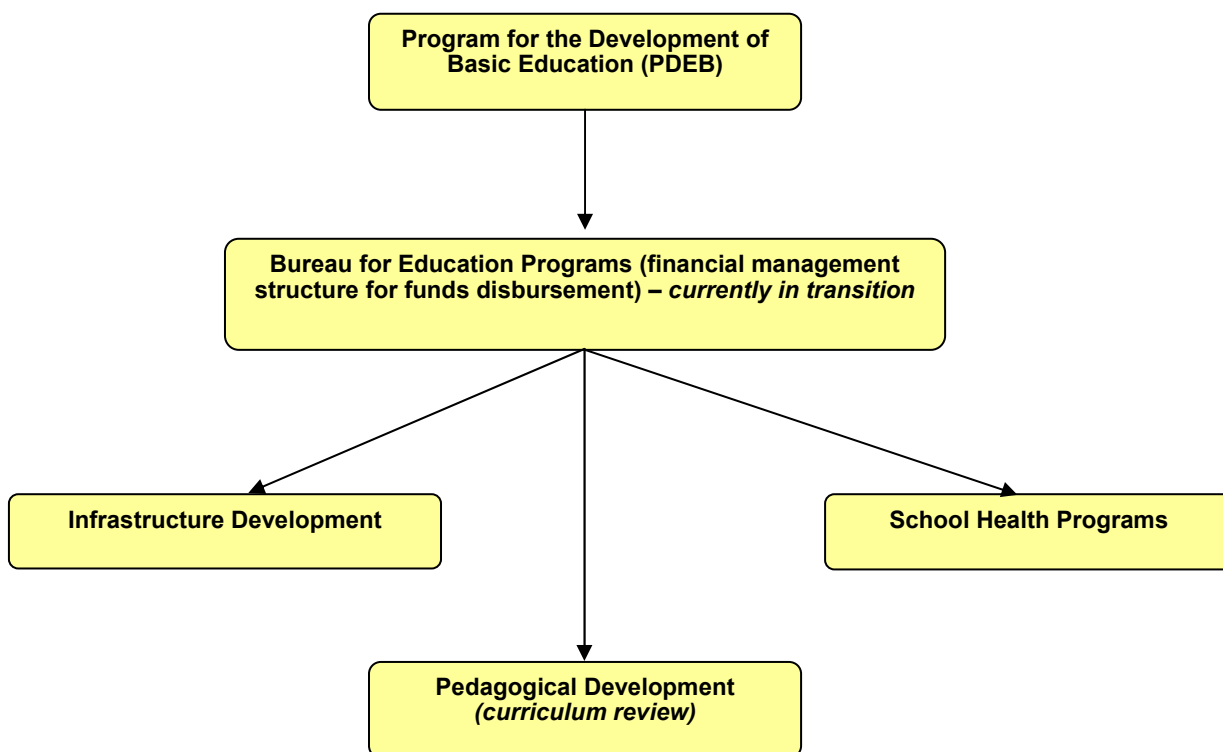 Program for the Development of
Basic Education (PDEB)
Bureau for Education Programs (financial management
structure for funds disbursement) – currently in transition
Infrastructure Development
School Health Programs
Pedagogical Development
(curriculum review)